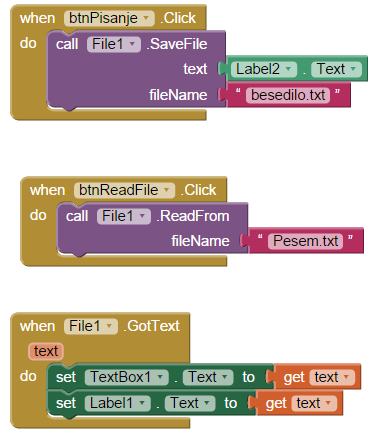 when btnPisanje .Click
do call File1 .SaveFile
text Label2 . Text
fileName " besedilo.txt "
when btnReadFile .Click
do call File1 .ReadFrom
fileName " Pesem.txt "
when File1 .GotText
text
do set TextBox1 . Text to get text
set Label1 . Text to get text